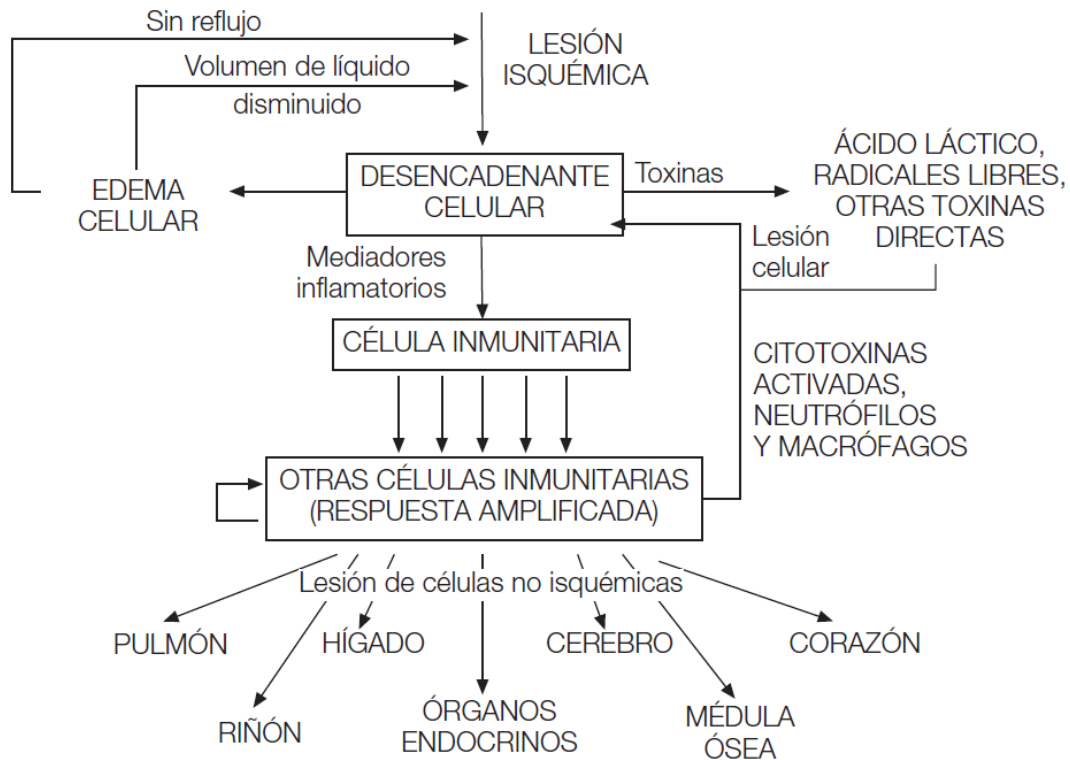 Sin reflujo
LESIÓN
ISQUÉMICA
Volumen de líquido
disminuido
EDEMA
CELULAR
DESENCADENANTE
CELULAR
Toxinas
ÁCIDO LÁCTICO,
RADICALES LIBRES,
OTRAS TOXINAS
DIRECTAS
Lesión
celular
Mediadores
inflamatorios
CÉLULA INMUNITARIA
CITOTOXINAS
ACTIVADAS,
NEUTRÓFILOS
Y MACRÓFAGOS
OTRAS CÉLULAS INMUNITARIAS
(RESPUESTA AMPLIFICADA)
Lesión de células no isquémicas
PULMÓN
HÍGADO
CEREBRO
CORAZÓN
RIÑÓN
ÓRGANOS
ENDOCRINOS
MÉDULA
ÓSEA